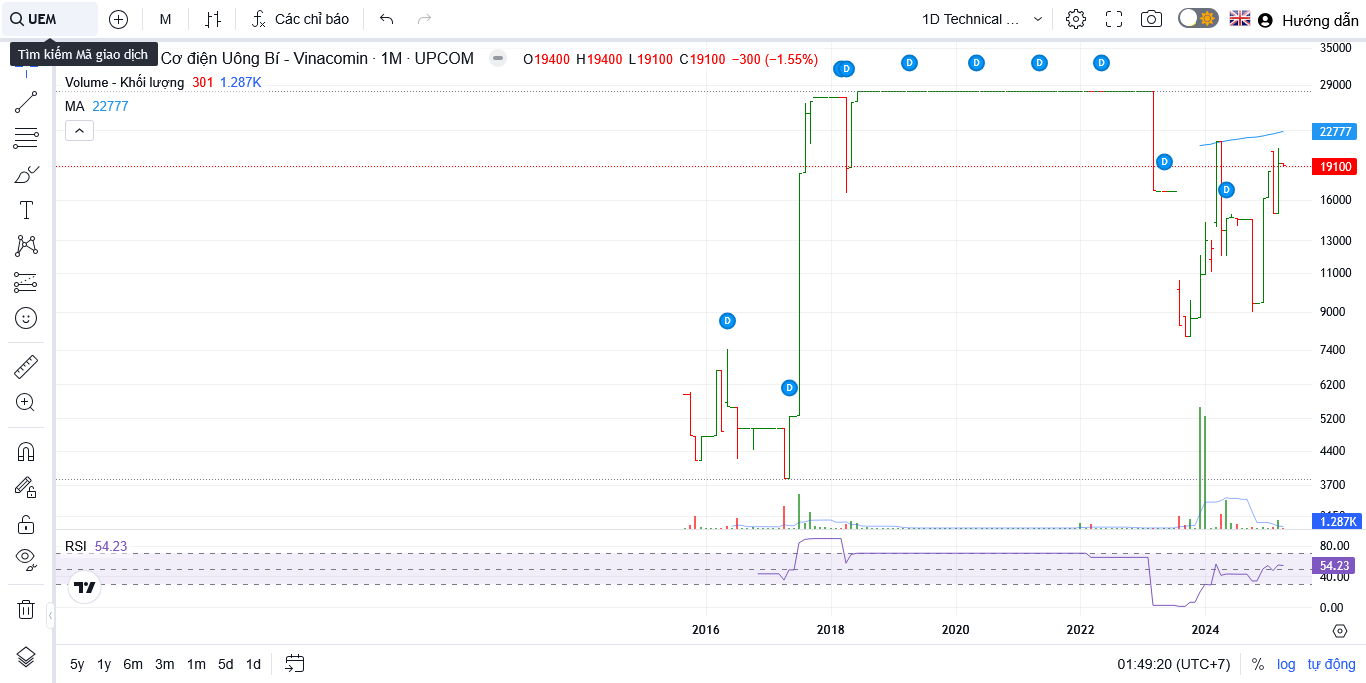 UEM
M
Các chỉ báo
1D Technical ...
Hướng dẫn
Tìm kiếm Mã giao dịch
Cơ điện Uông Bí - Vinacomin · 1M · UPCOM
O19400 H19400 L19100 C19100 −300 (−1.55%)
Volume - Khối lượng 301 1.287K
MA 22777
D
D
D
D
D
D
D
D
D
35000
29000
22777
19100
16000
13000
11000
9000
7400
6200
5200
4400
3700
1.287K
RSI 54.23
80.00
54.23
40.00
0.00
2016
2018
2020
2022
2024
5y 1y 6m 3m 1m 5d 1d
01:49:20 (UTC+7)
% log tự động